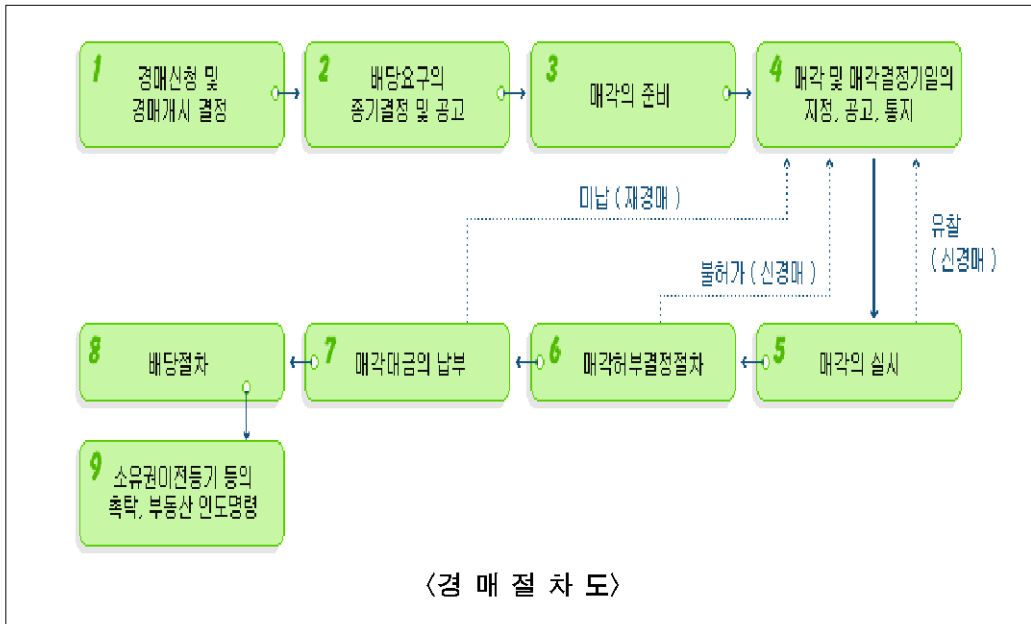 1
경매신청 및
경매개시 결정
2
배당요구의
종기결정 및 공고
3
매각의 준비
4
매각 및 매각결정기일의
지정, 공고, 통지
미납 ( 재경매 )
불허가 ( 신경매 )
유찰
( 신경매 )
8
배당절차
7
매각대금의 납부
6
매각허부결정절차
5
매각의 실시
9
소유권이전등기 등의
촉탁, 부동산 인도명령
〈경 매 절 차 도〉